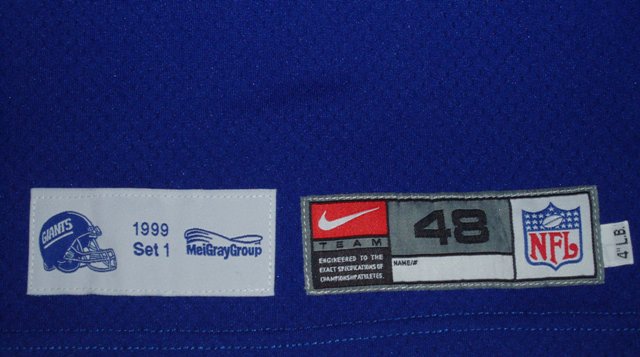 GIANTS
1999
Set 1
MeiGrayGroup
TEAM
ENGINEERED TO THE
EXACT SPECIFICATIONS OF
CHAMPIONSHIP ATHLETES.
48
NAME/#
NFL
4" L.B.